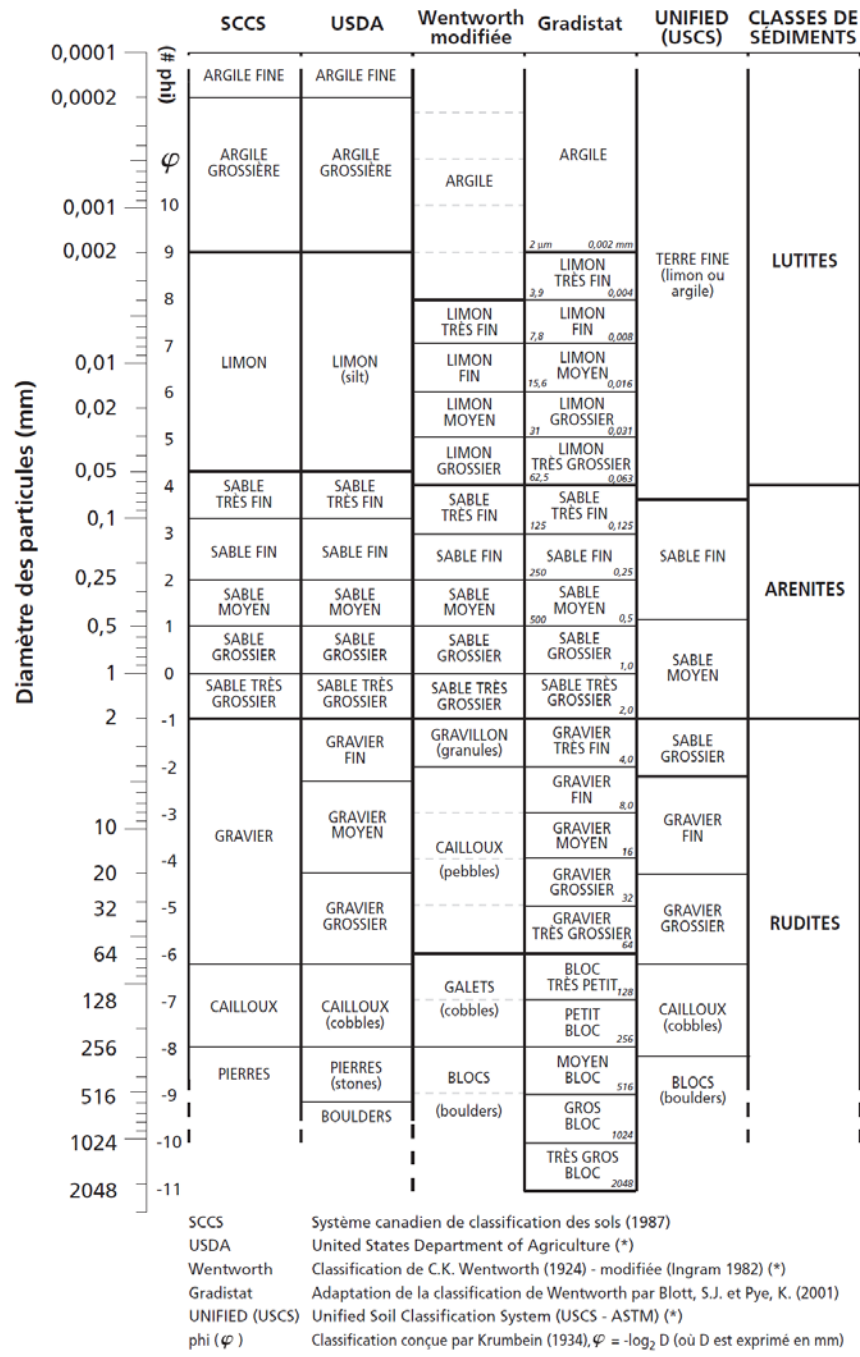 SCCS
USDA
Wentworth
modifiée
Gradistat
UNIFIED
(USCS)
CLASSES DE
SÉDIMENTS
Diamètre des particules (mm)
0,0001
0,0002
0,001
0,002
0,01
0,02
0,05
0,1
0,25
0,5
1
2
10
20
32
64
128
256
516
1024
2048
(# phi)
φ
10
9
8
7
6
5
4
3
2
1
0
-1
-2
-3
-4
-5
-6
-7
-8
-9
-10
-11
ARGILE FINE
ARGILE
GROSSIÈRE
LIMON
SABLE
TRÈS FIN
SABLE FIN
SABLE
MOYEN
SABLE
GROSSIER
SABLE TRÈS
GROSSIER
GRAVIER
CAILLOUX
PIERRES
ARGILE FINE
ARGILE
GROSSIÈRE
LIMON
(silt)
SABLE
TRÈS FIN
SABLE FIN
SABLE
MOYEN
SABLE
GROSSIER
SABLE TRÈS
GROSSIER
GRAVIER
FIN
GRAVIER
MOYEN
GRAVIER
GROSSIER
CAILLOUX
(cobbles)
PIERRES
(stones)
BOULDERS
ARGILE
LIMON
TRÈS FIN
LIMON
FIN
LIMON
MOYEN
LIMON
GROSSIER
SABLE
TRÈS FIN
SABLE FIN
SABLE
MOYEN
SABLE
GROSSIER
SABLE TRÈS
GROSSIER
GRAVILLON
(granules)
CAILLOUX
(pebbles)
GALETS
(cobbles)
BLOCS
(boulders)
ARGILE
2 µm 0,002 mm
LIMON
TRÈS FIN
3,9 0,004
LIMON
FIN
7,8 0,008
LIMON
MOYEN
15,6 0,016
LIMON
GROSSIER
31 0,031
LIMON
TRÈS GROSSIER
62,5 0,063
SABLE
TRÈS FIN
125 0,125
SABLE FIN
250 0,25
SABLE
MOYEN
500 0,5
SABLE
GROSSIER
1,0
SABLE TRÈS
GROSSIER
2,0
GRAVIER
TRÈS FIN
4,0
GRAVIER
FIN
8,0
GRAVIER
MOYEN
16
GRAVIER
GROSSIER
32
GRAVIER
TRÈS GROSSIER
64
BLOC
TRÈS PETIT
128
PETIT
BLOC
256
MOYEN
BLOC
516
GROS
BLOC
1024
TRÈS GROS
BLOC
2048
TERRE FINE
(limon ou
argile)
SABLE FIN
SABLE
MOYEN
SABLE
GROSSIER
GRAVIER
FIN
GRAVIER
GROSSIER
CAILLOUX
(cobbles)
BLOCS
(boulders)
LUTITES
ARENITES
RUDITES
SCCS Système canadien de classification des sols (1987)
USDA United States Department of Agriculture (*)
Wentworth Classification de C.K. Wentworth (1924) - modifiée (Ingram 1982) (*)
Gradistat Adaptation de la classification de Wentworth par Blott, S.J. et Pye, K. (2001)
UNIFIED (USCS) Unified Soil Classification System (USCS - ASTM) (*)
phi (φ) Classification conçue par Krumbein (1934), φ = -log₂ D (où D est exprimé en mm)